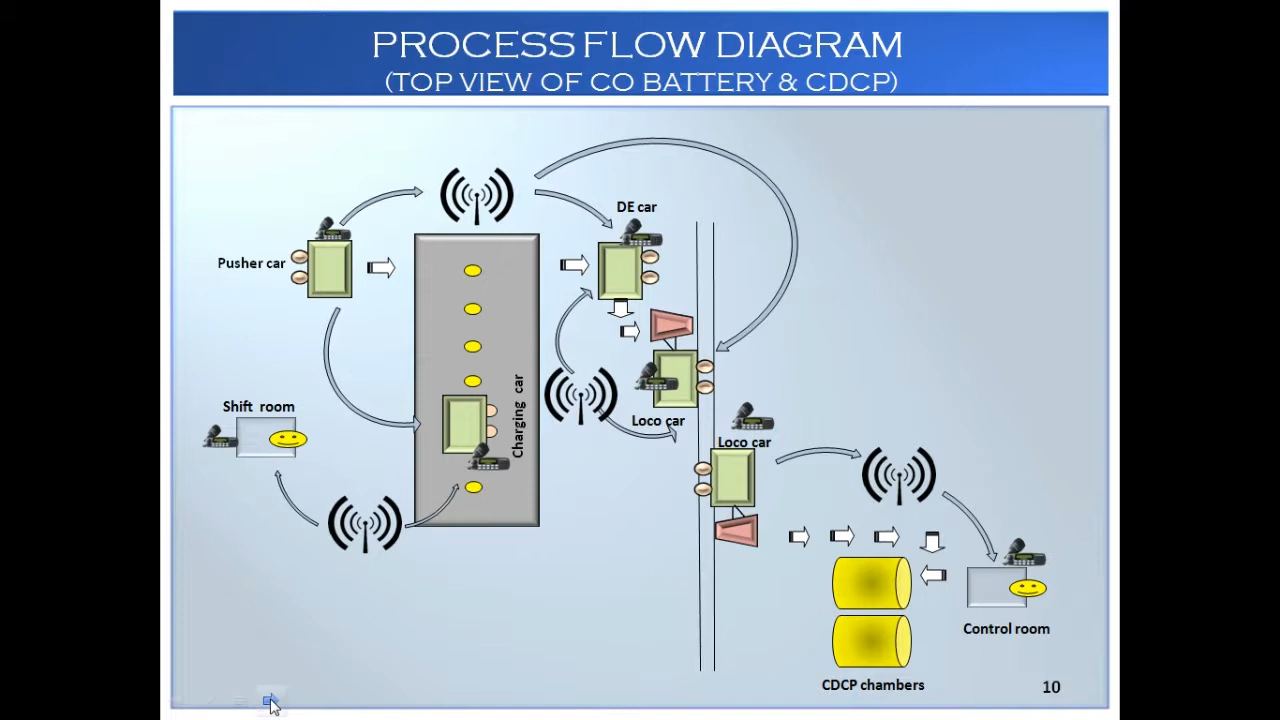 PROCESS FLOW DIAGRAM
(TOP VIEW OF CO BATTERY & CDCP)
DE car
Pusher car
Charging car
Shift room
Loco car
Loco car
Control room
CDCP chambers
10